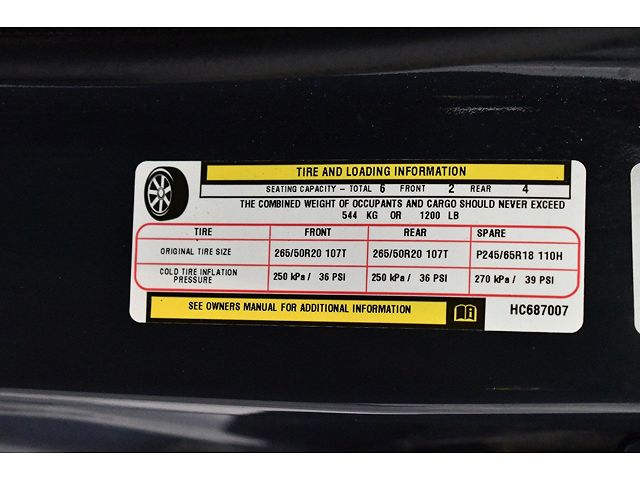 TIRE AND LOADING INFORMATION
SEATING CAPACITY - TOTAL 6 FRONT 2 REAR 4
THE COMBINED WEIGHT OF OCCUPANTS AND CARGO SHOULD NEVER EXCEED
544 KG OR 1200 LB
TIRE FRONT REAR SPARE
ORIGINAL TIRE SIZE 265/50R20 107T 265/50R20 107T P245/65R18 110H
COLD TIRE INFLATION PRESSURE 250 kPa / 36 PSI 250 kPa / 36 PSI 270 kPa / 39 PSI
SEE OWNERS MANUAL FOR ADDITIONAL INFORMATION HC687007